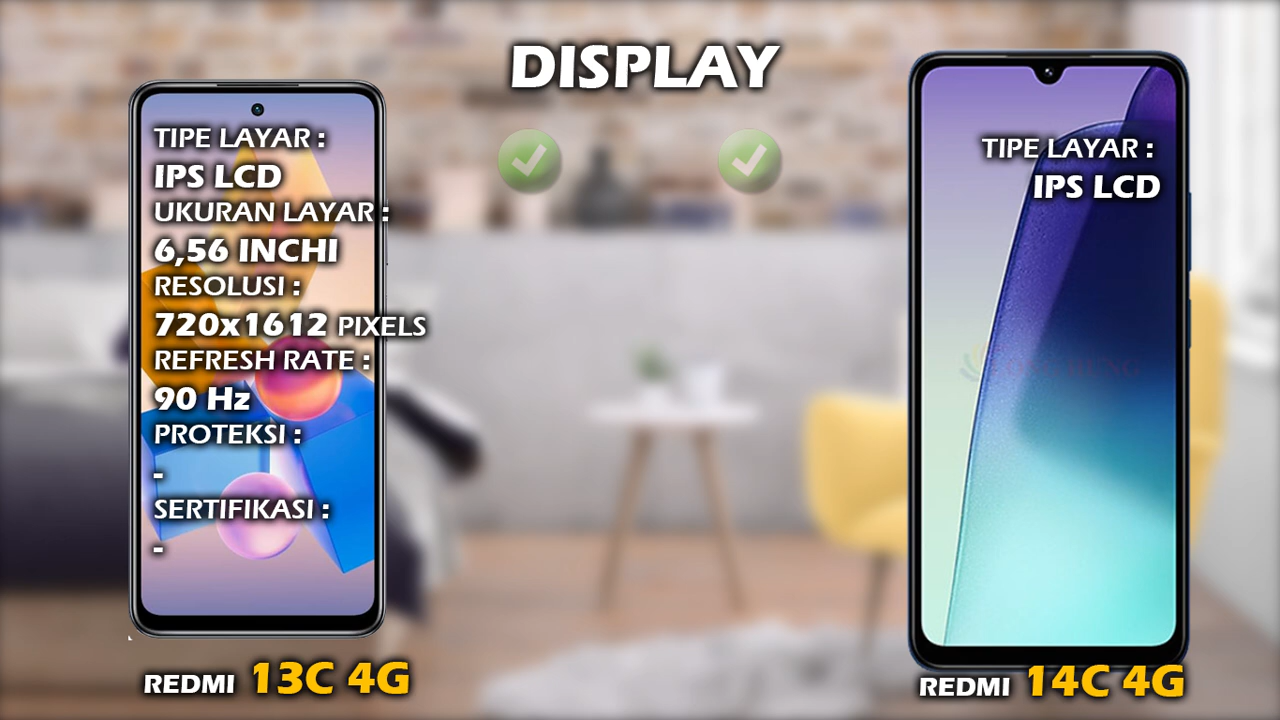 DISPLAY
TIPE LAYAR :
IPS LCD
UKURAN LAYAR :
6,56 INCHI
RESOLUSI :
720x1612 PIXELS
REFRESH RATE :
90 Hz
PROTEKSI :
-
SERTIFIKASI :
-
REDMI 13C 4G
TIPE LAYAR :
IPS LCD
REDMI 14C 4G